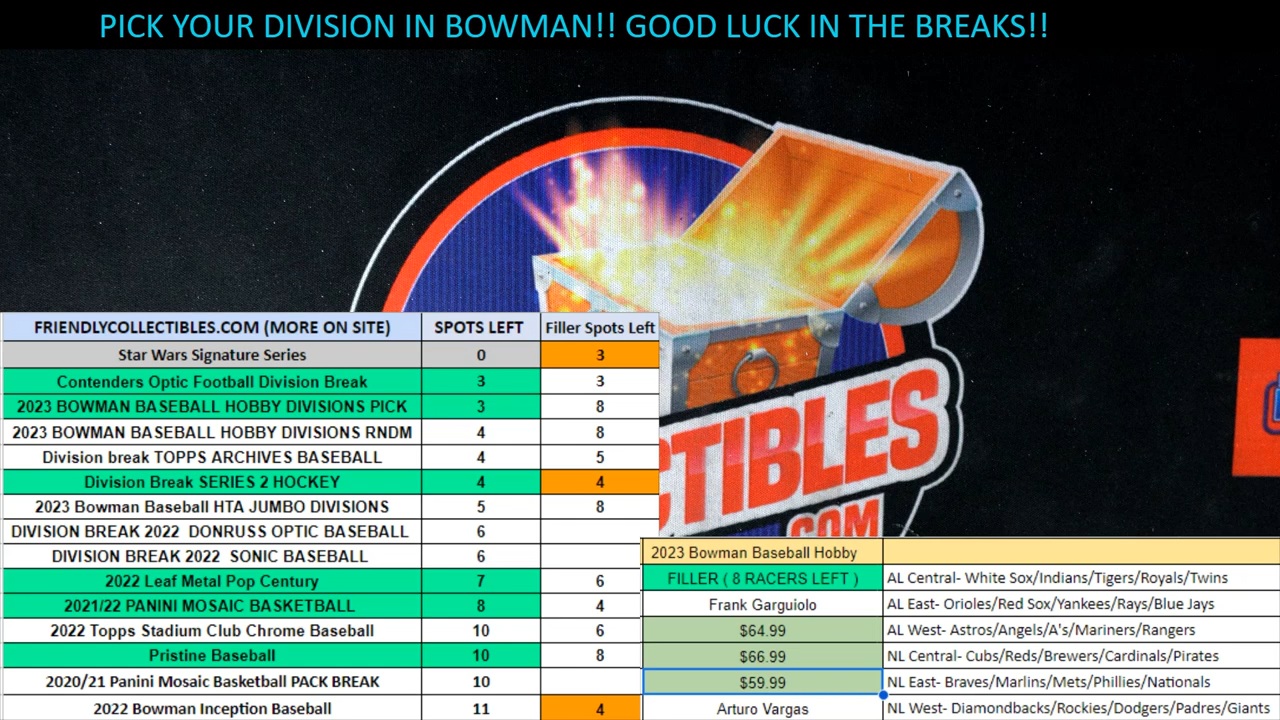 PICK YOUR DIVISION IN BOWMAN!! GOOD LUCK IN THE BREAKS!!
FRIENDLYCOLLECTIBLES.COM (MORE ON SITE) SPOTS LEFT Filler Spots Left
Star Wars Signature Series 0 3
Contenders Optic Football Division Break 3 3
2023 BOWMAN BASEBALL HOBBY DIVISIONS PICK 3 8
2023 BOWMAN BASEBALL HOBBY DIVISIONS RNDM 4 8
Division break TOPPS ARCHIVES BASEBALL 4 5
Division Break SERIES 2 HOCKEY 4 4
2023 Bowman Baseball HTA JUMBO DIVISIONS 5 8
DIVISION BREAK 2022 DONRUSS OPTIC BASEBALL 6
DIVISION BREAK 2022 SONIC BASEBALL 6
2022 Leaf Metal Pop Century 7 6
2021/22 PANINI MOSAIC BASKETBALL 8 4
2022 Topps Stadium Club Chrome Baseball 10 6
Pristine Baseball 10 8
2020/21 Panini Mosaic Basketball PACK BREAK 10
2022 Bowman Inception Baseball 11 4
CTIBLES
.COM
2023 Bowman Baseball Hobby
FILLER ( 8 RACERS LEFT ) AL Central- White Sox/Indians/Tigers/Royals/Twins
Frank Garguiolo AL East- Orioles/Red Sox/Yankees/Rays/Blue Jays
$64.99 AL West- Astros/Angels/A's/Mariners/Rangers
$66.99 NL Central- Cubs/Reds/Brewers/Cardinals/Pirates
$59.99 NL East- Braves/Marlins/Mets/Phillies/Nationals
Arturo Vargas NL West- Diamondbacks/Rockies/Dodgers/Padres/Giants